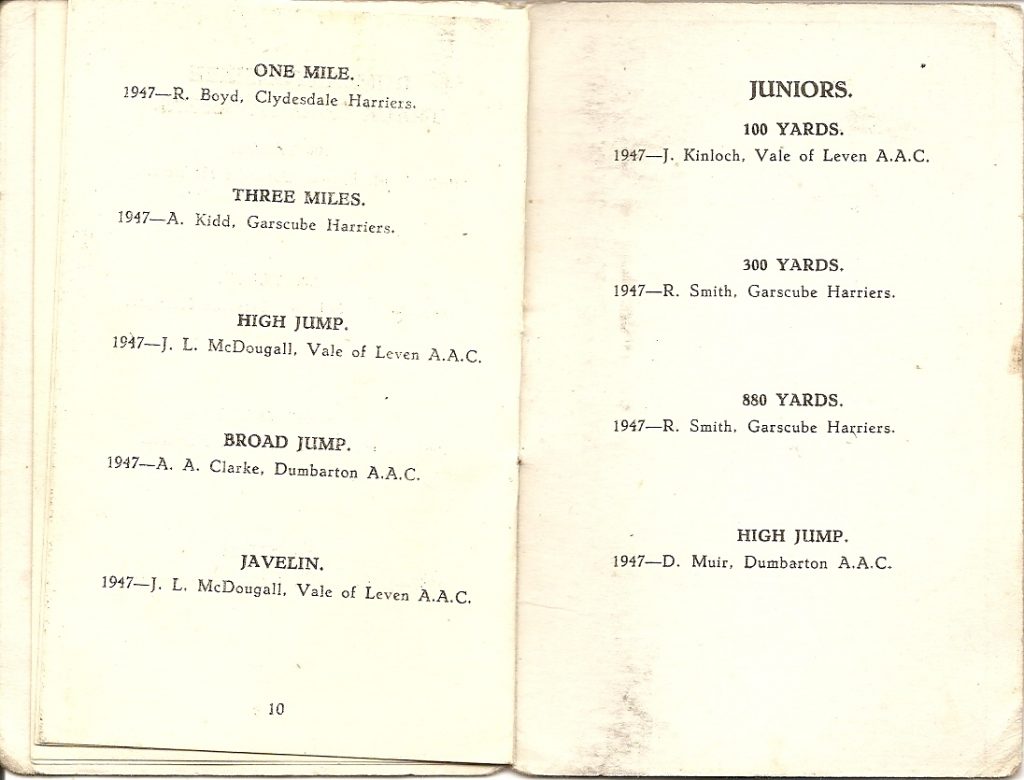 ONE MILE.
1947—R. Boyd, Clydesdale Harriers.
THREE MILES.
1947—A. Kidd, Garscube Harriers.
HIGH JUMP.
1947—J. L. McDougall, Vale of Leven A.A.C.
BROAD JUMP.
1947—A. A. Clarke, Dumbarton A.A.C.
JAVELIN.
1947—J. L. McDougall, Vale of Leven A.A.C.
10
JUNIORS.
100 YARDS.
1947—J. Kinloch, Vale of Leven A.A.C.
300 YARDS.
1947—R. Smith, Garscube Harriers.
880 YARDS.
1947—R. Smith, Garscube Harriers.
HIGH JUMP.
1947—D. Muir, Dumbarton A.A.C.